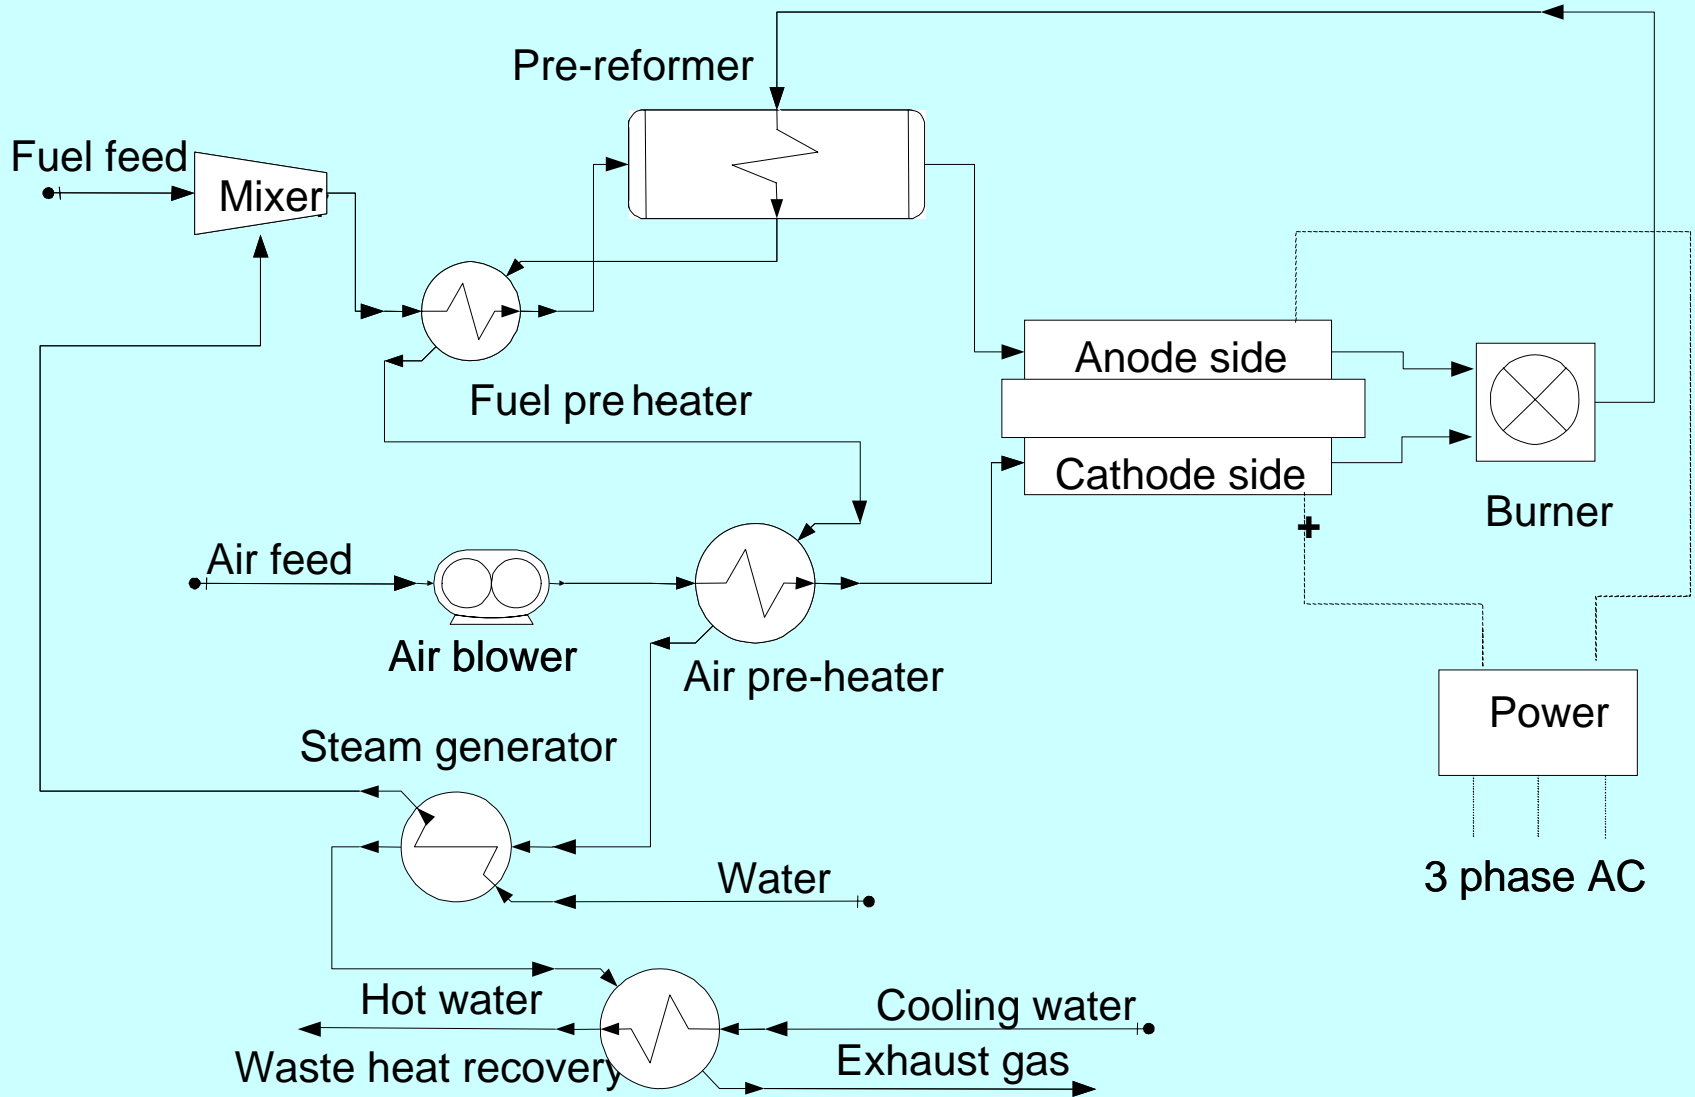 Pre-reformer
Fuel feed
Mixer
Anode side
Fuel pre heater
Cathode side
Burner
+
Air feed
Air blower
Air pre-heater
Power
Steam generator
3 phase AC
Water
Hot water
Cooling water
Waste heat recovery
Exhaust gas